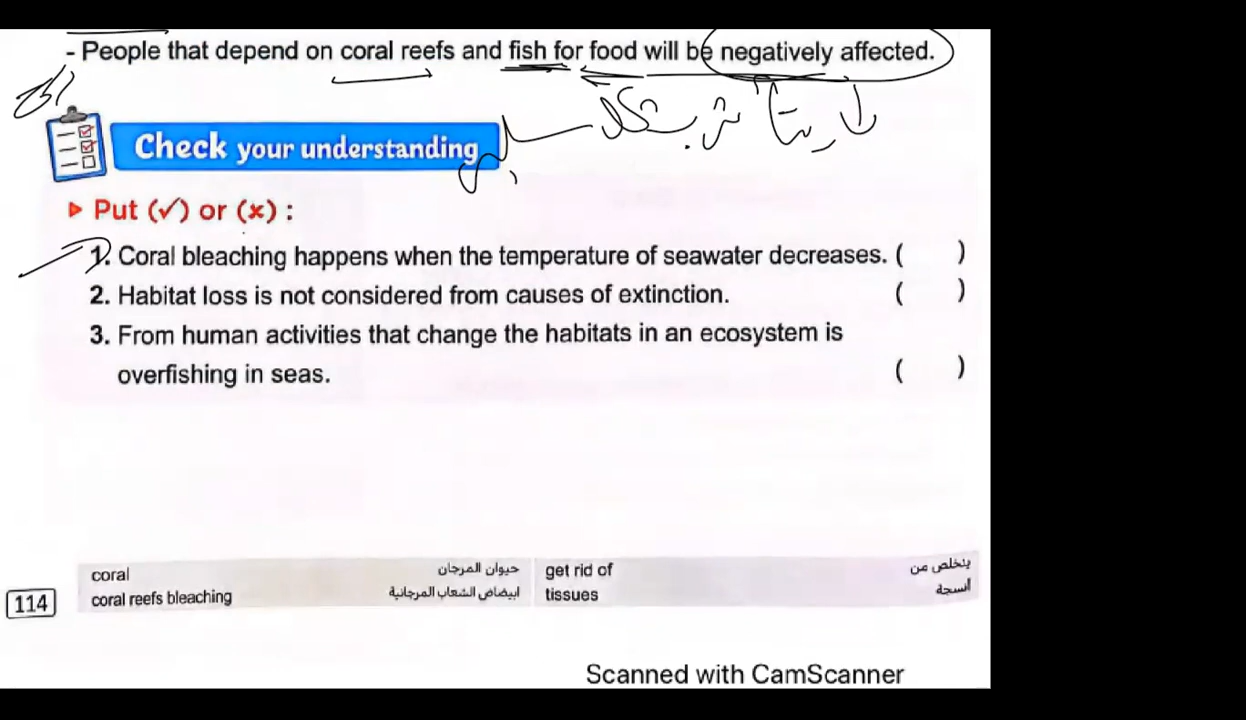 - People that depend on coral reefs and fish for food will be negatively affected.
Check your understanding
Put (✓) or (×) :
1. Coral bleaching happens when the temperature of seawater decreases. ( )
2. Habitat loss is not considered from causes of extinction. ( )
3. From human activities that change the habitats in an ecosystem is
overfishing in seas. ( )
coral حيوان المرجان get rid of يتخلص من
coral reefs bleaching ابيضاض الشعاب المرجانية tissues أنسجة
114
Scanned with CamScanner